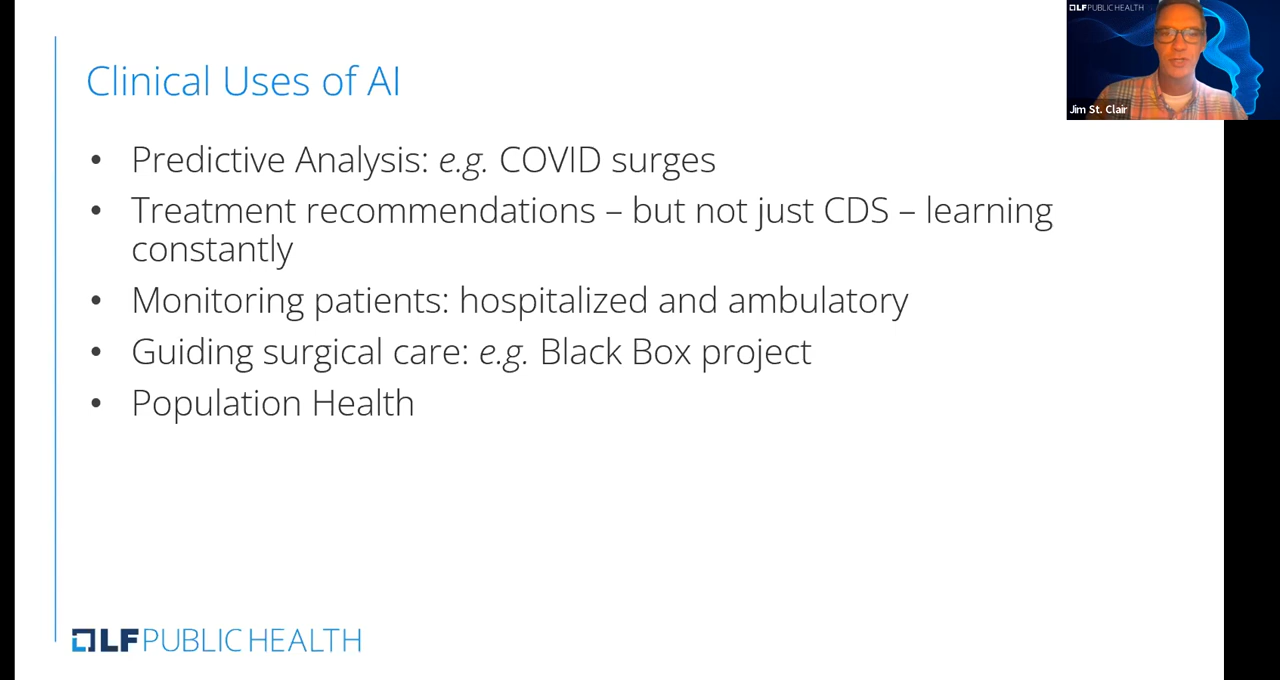 Clinical Uses of AI
• Predictive Analysis: e.g. COVID surges
• Treatment recommendations – but not just CDS – learning
constantly
• Monitoring patients: hospitalized and ambulatory
• Guiding surgical care: e.g. Black Box project
• Population Health
LF PUBLIC HEALTH
LF PUBLIC HEALTH
Jim St. Clair